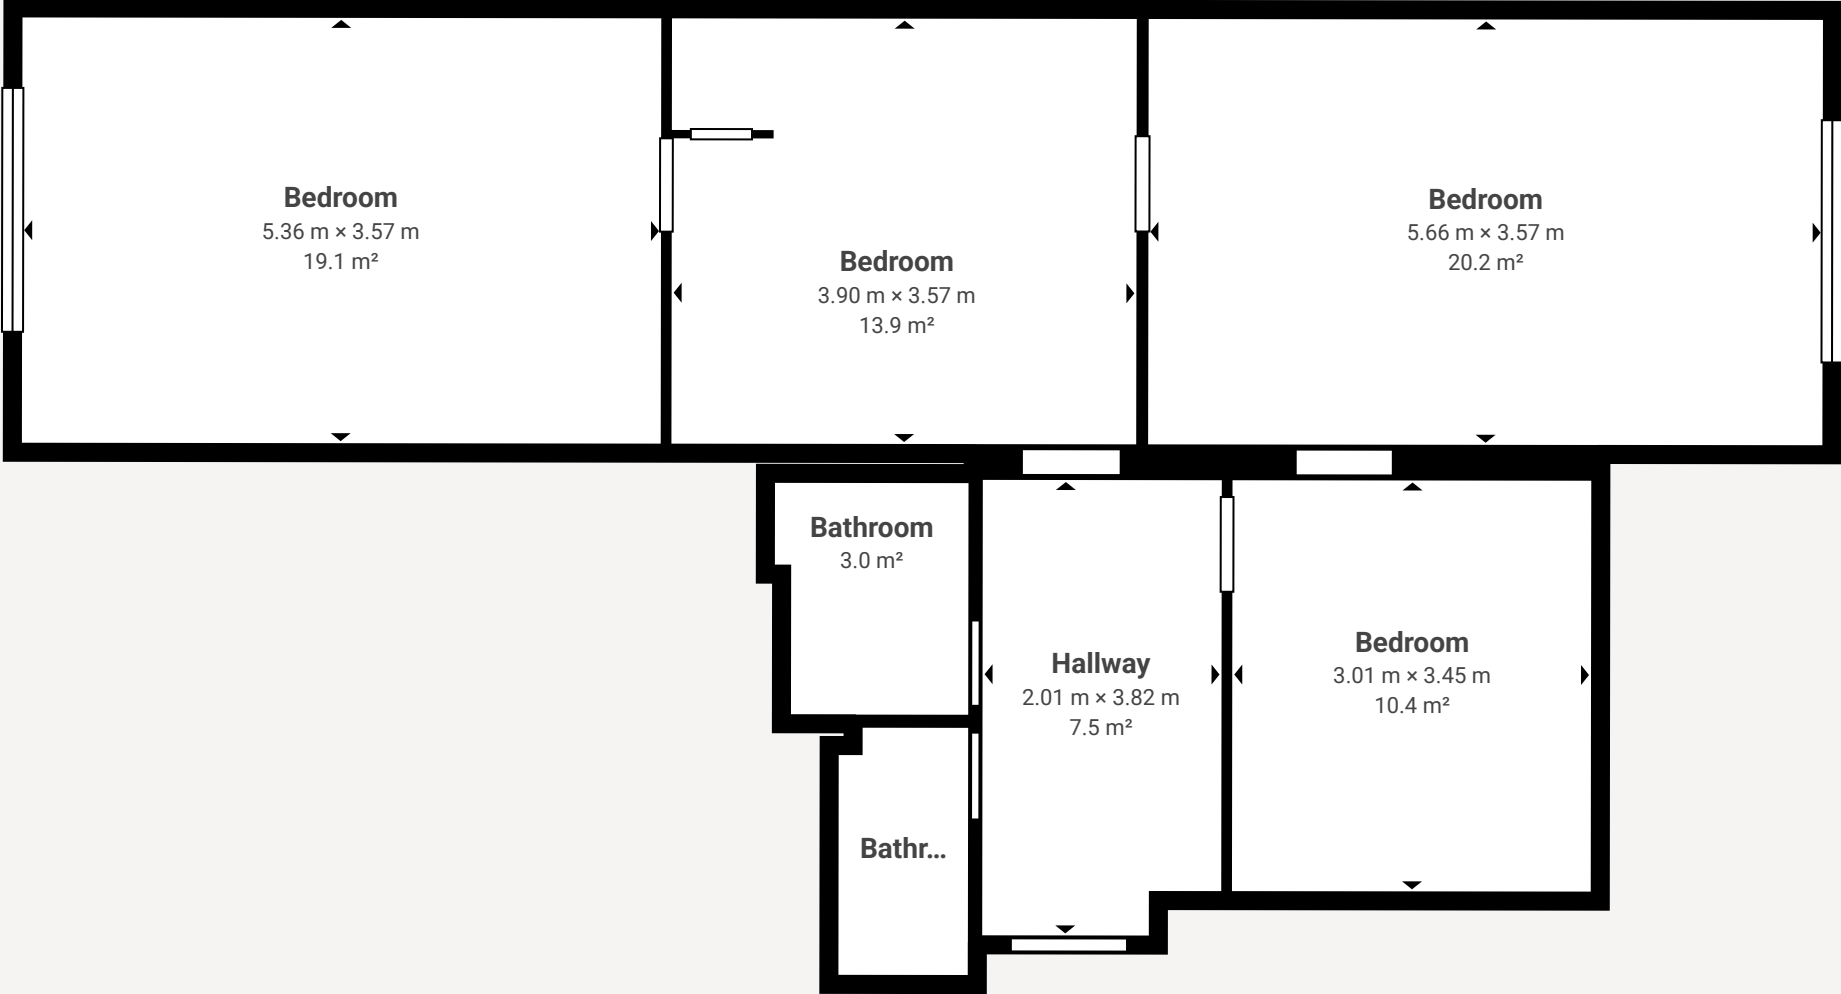 Bedroom
5.36 m × 3.57 m
19.1 m²
Bedroom
3.90 m × 3.57 m
13.9 m²
Bedroom
5.66 m × 3.57 m
20.2 m²
Bathroom
3.0 m²
Hallway
2.01 m × 3.82 m
7.5 m²
Bedroom
3.01 m × 3.45 m
10.4 m²
Bathr...